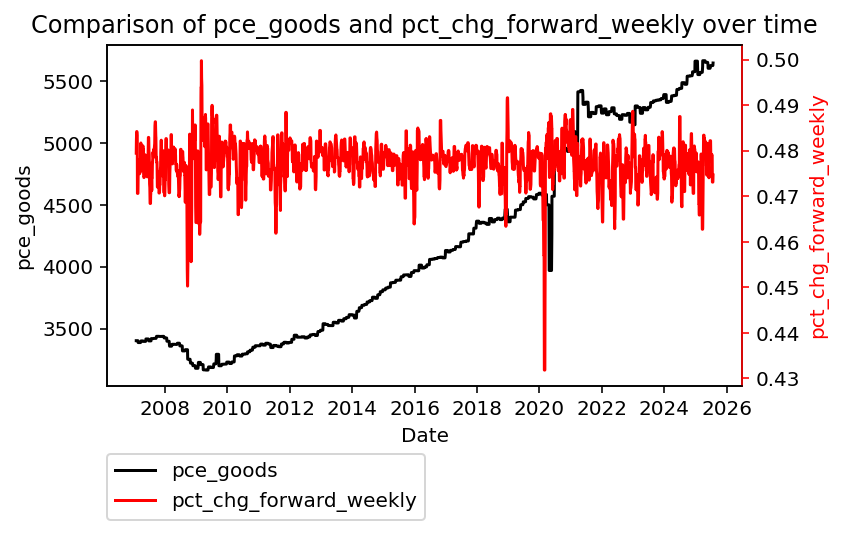 Comparison of pce_goods and pct_chg_forward_weekly over time
5500
5000
4500
4000
3500
pce_goods
0.50
0.49
0.48
0.47
0.46
0.45
0.44
0.43
pct_chg_forward_weekly
2008 2010 2012 2014 2016 2018 2020 2022 2024 2026
Date
pce_goods
pct_chg_forward_weekly